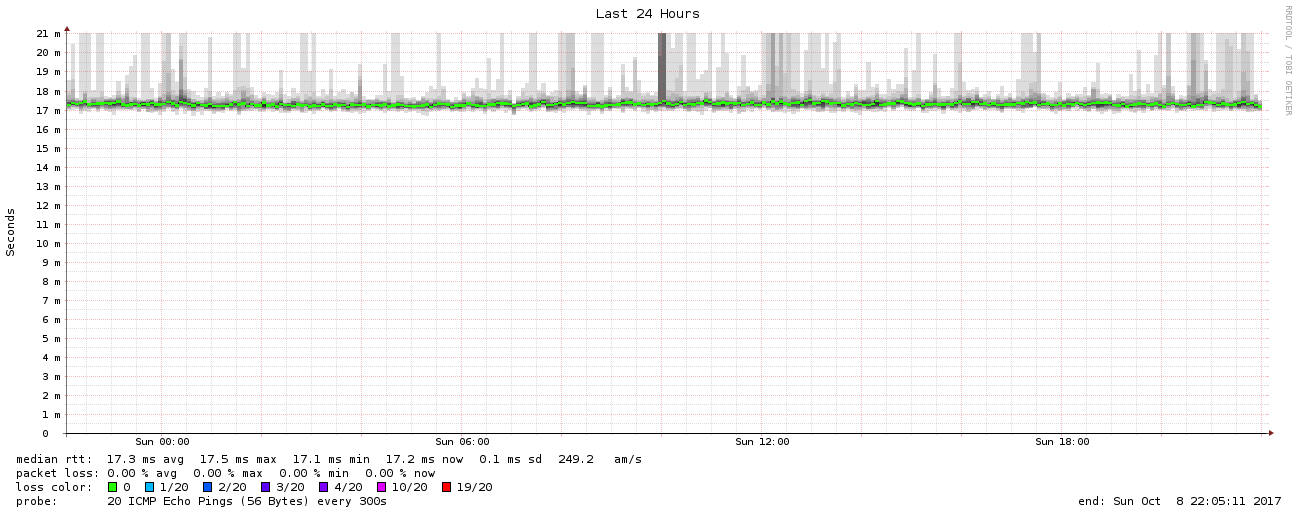 Last 24 Hours
RRDTOOL / TOBI OETIKER
21 m
20 m
19 m
18 m
17 m
16 m
15 m
14 m
13 m
12 m
11 m
10 m
9 m
8 m
7 m
6 m
5 m
4 m
3 m
2 m
1 m
0
Seconds
Sun 00:00 Sun 06:00 Sun 12:00 Sun 18:00
median rtt: 17.3 ms avg 17.5 ms max 17.1 ms min 17.2 ms now 0.1 ms sd 249.2 am/s
packet loss: 0.00 % avg 0.00 % max 0.00 % min 0.00 % now
loss color: 0 1/20 2/20 3/20 4/20 10/20 19/20
probe: 20 ICMP Echo Pings (56 Bytes) every 300s end: Sun Oct 8 22:05:11 2017